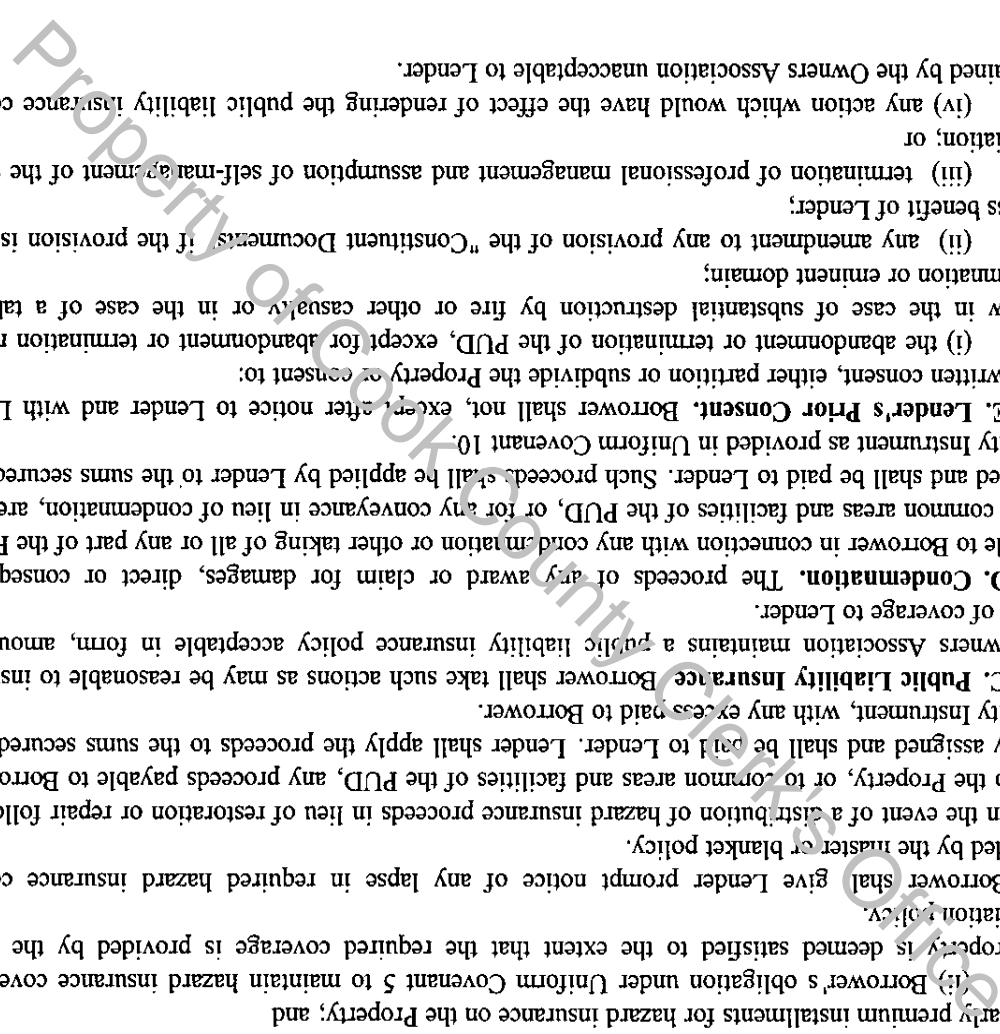 arly premium installments for hazard insurance on the Property; and
(ii) Borrower's obligation under Uniform Covenant 5 to maintain hazard insurance cove
operty is deemed satisfied to the extent that the required coverage is provided by the
iation policy.
Borrower shall give Lender prompt notice of any lapse in required hazard insurance c
ded by the master or blanket policy.
n the event of a distribution of hazard insurance proceeds in lieu of restoration or repair follo
o the Property, or to common areas and facilities of the PUD, any proceeds payable to Borro
y assigned and shall be paid to Lender. Lender shall apply the proceeds to the sums secured
ity Instrument, with any excess paid to Borrower.
C. Public Liability Insurance. Borrower shall take such actions as may be reasonable to ins
wners Association maintains a public liability insurance policy acceptable in form, amou
of coverage to Lender.
D. Condemnation. The proceeds of any award or claim for damages, direct or conseq
le to Borrower in connection with any condemnation or other taking of all or any part of the P
common areas and facilities of the PUD, or for any conveyance in lieu of condemnation, are
ed and shall be paid to Lender. Such proceeds shall be applied by Lender to the sums secured
ity Instrument as provided in Uniform Covenant 10.
E. Lender's Prior Consent. Borrower shall not, except after notice to Lender and with L
written consent, either partition or subdivide the Property or consent to:
(i) the abandonment or termination of the PUD, except for abandonment or termination r
w in the case of substantial destruction by fire or other casualty or in the case of a tak
mnation or eminent domain;
(ii) any amendment to any provision of the "Constituent Documents" if the provision is
ss benefit of Lender;
(iii) termination of professional management and assumption of self-management of the
iation; or
(iv) any action which would have the effect of rendering the public liability insurance c
ined by the Owners Association unacceptable to Lender.
Property of Cook County Clerk's Office